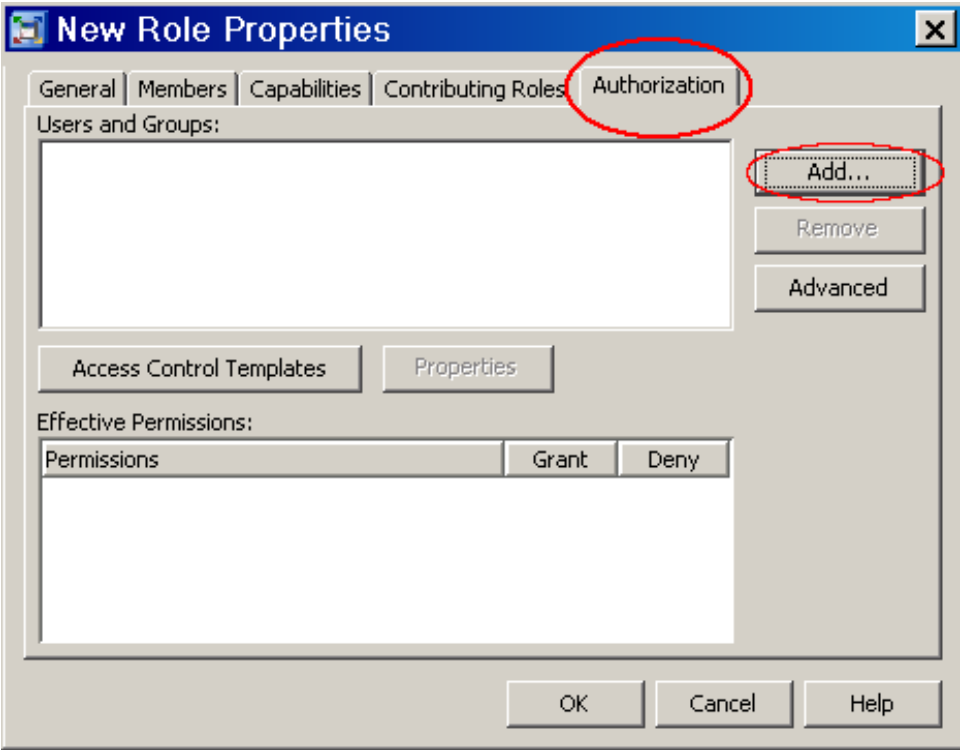 New Role Properties
General Members Capabilities Contributing Roles Authorization
Users and Groups:
Add...
Remove
Advanced
Access Control Templates Properties
Effective Permissions:
Permissions Grant Deny
OK Cancel Help